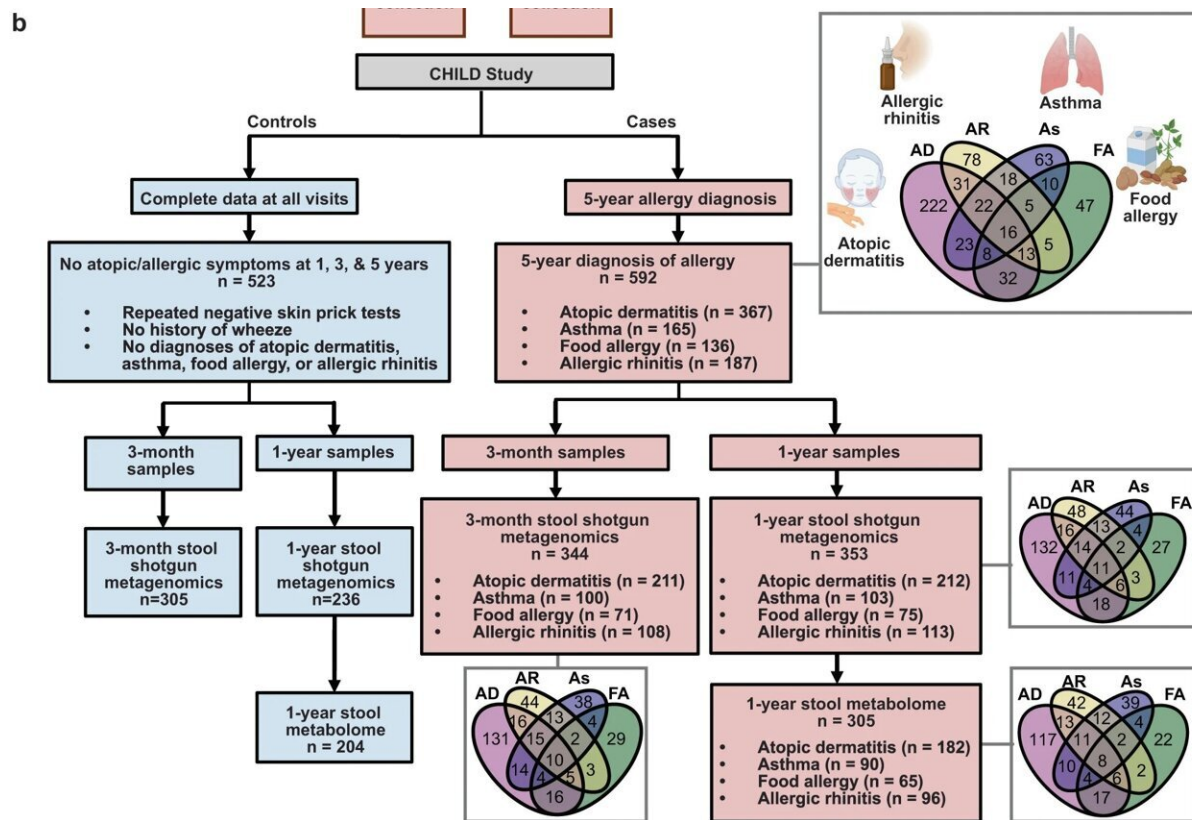 b
CHILD Study
Controls
Cases
Complete data at all visits
5-year allergy diagnosis
No atopic/allergic symptoms at 1, 3, & 5 years
n = 523
• Repeated negative skin prick tests
• No history of wheeze
• No diagnoses of atopic dermatitis,
asthma, food allergy, or allergic rhinitis
5-year diagnosis of allergy
n = 592
• Atopic dermatitis (n = 367)
• Asthma (n = 165)
• Food allergy (n = 136)
• Allergic rhinitis (n = 187)
Allergic
rhinitis
Asthma
AD
AR
As
FA
Food
allergy
Atopic
dermatitis
78
63
31
18
10
222
22
5
47
16
23
8
13
5
32
3-month
samples
1-year samples
3-month samples
1-year samples
3-month stool
shotgun
metagenomics
n=305
1-year stool
shotgun
metagenomics
n=236
1-year stool
metabolome
n = 204
3-month stool shotgun
metagenomics
n = 344
• Atopic dermatitis (n = 211)
• Asthma (n = 100)
• Food allergy (n = 71)
• Allergic rhinitis (n = 108)
AD
AR
As
FA
44
38
16
13
4
131
15
2
29
10
14
4
5
3
16
1-year stool shotgun
metagenomics
n = 353
• Atopic dermatitis (n = 212)
• Asthma (n = 103)
• Food allergy (n = 75)
• Allergic rhinitis (n = 113)
AD
AR
As
FA
48
44
16
13
4
132
14
2
27
11
11
4
6
3
18
1-year stool metabolome
n = 305
• Atopic dermatitis (n = 182)
• Asthma (n = 90)
• Food allergy (n = 65)
• Allergic rhinitis (n = 96)
AD
AR
As
FA
42
39
13
12
4
117
11
2
22
8
10
4
6
2
17